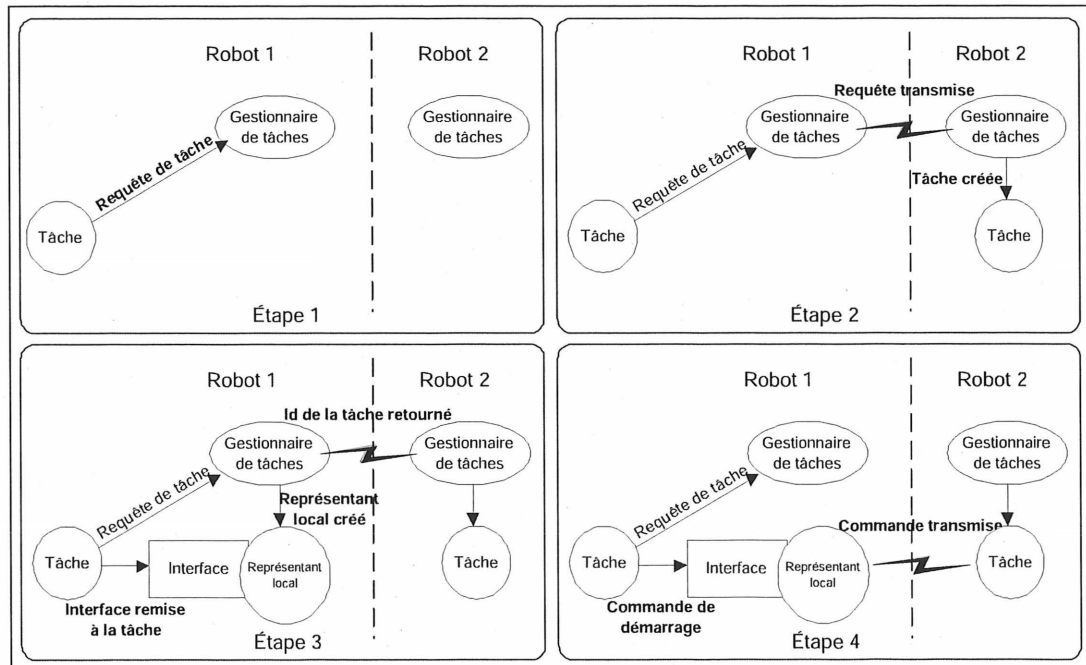 Robot 1
Robot 2
Gestionnaire
de tâches
Gestionnaire
de tâches
Requête de tâche
Tâche
Étape 1
Robot 1
Robot 2
Requête transmise
Gestionnaire
de tâches
Gestionnaire
de tâches
Requête de tâche
Tâche créée
Tâche
Tâche
Étape 2
Robot 1
Robot 2
Id de la tâche retourné
Gestionnaire
de tâches
Gestionnaire
de tâches
Requête de tâche
Représentant
local créé
Tâche
Interface
Représentant
local
Tâche
Interface remise
à la tâche
Étape 3
Robot 1
Robot 2
Gestionnaire
de tâches
Gestionnaire
de tâches
Requête de tâche
Commande transmise
Tâche
Interface
Représentant
local
Tâche
Commande de
démarrage
Étape 4